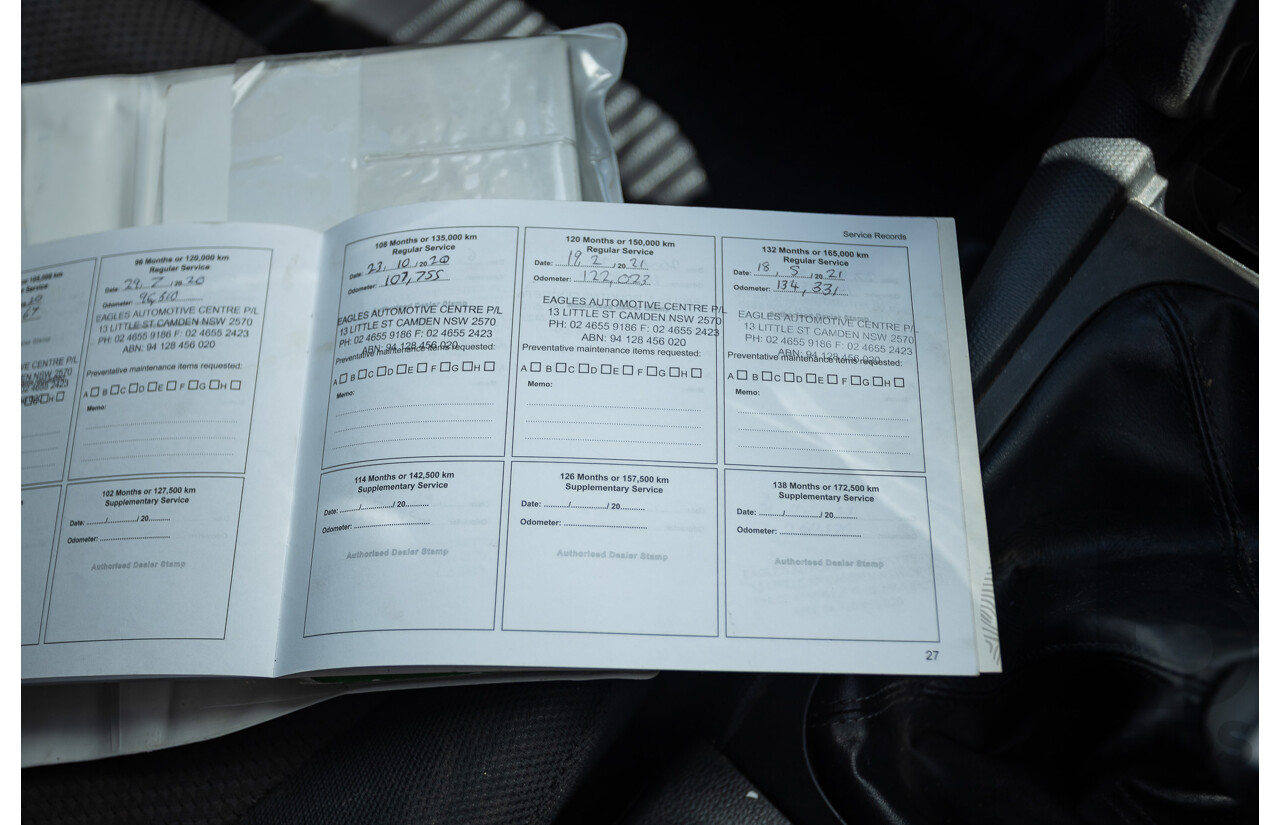 Service Records
96 Months or 120,000 km
Regular Service
Date: 29, 7 / 20 20
Odometer: 96,510
EAGLES AUTOMOTIVE CENTRE P/L
13 LITTLE ST CAMDEN NSW 2570
PH: 02 4655 9186 F: 02 4655 2423
ABN: 94 128 456 020
Preventative maintenance items requested:
A B C D E F G H
Memo:
102 Months or 127,500 km
Supplementary Service
Date: ......../............../ 20..........
Odometer: ..............................
Authorised Dealer Stamp
108 Months or 135,000 km
Regular Service
Date: 23, 10 / 20 20
Odometer: 107,755
EAGLES AUTOMOTIVE CENTRE P/L
13 LITTLE ST CAMDEN NSW 2570
PH: 02 4655 9186 F: 02 4655 2423
ABN: 94 128 456 020
Preventative maintenance items requested:
A B C D E F G H
Memo:
114 Months or 142,500 km
Supplementary Service
Date: ......../............../ 20..........
Odometer: ..............................
Authorised Dealer Stamp
120 Months or 150,000 km
Regular Service
Date: 19, 2 / 20 21
Odometer: 122,023
EAGLES AUTOMOTIVE CENTRE P/L
13 LITTLE ST CAMDEN NSW 2570
PH: 02 4655 9186 F: 02 4655 2423
ABN: 94 128 456 020
Preventative maintenance items requested:
A B C D E F G H
Memo:
126 Months or 157,500 km
Supplementary Service
Date: ......../............../ 20..........
Odometer: ..............................
Authorised Dealer Stamp
132 Months or 165,000 km
Regular Service
Date: 18, 5 / 20 21
Odometer: 134,331
EAGLES AUTOMOTIVE CENTRE P/L
13 LITTLE ST CAMDEN NSW 2570
PH: 02 4655 9186 F: 02 4655 2423
ABN: 94 128 456 020
Preventative maintenance items requested:
A B C D E F G H
Memo:
138 Months or 172,500 km
Supplementary Service
Date: ......../............../ 20..........
Odometer: ..............................
Authorised Dealer Stamp
27